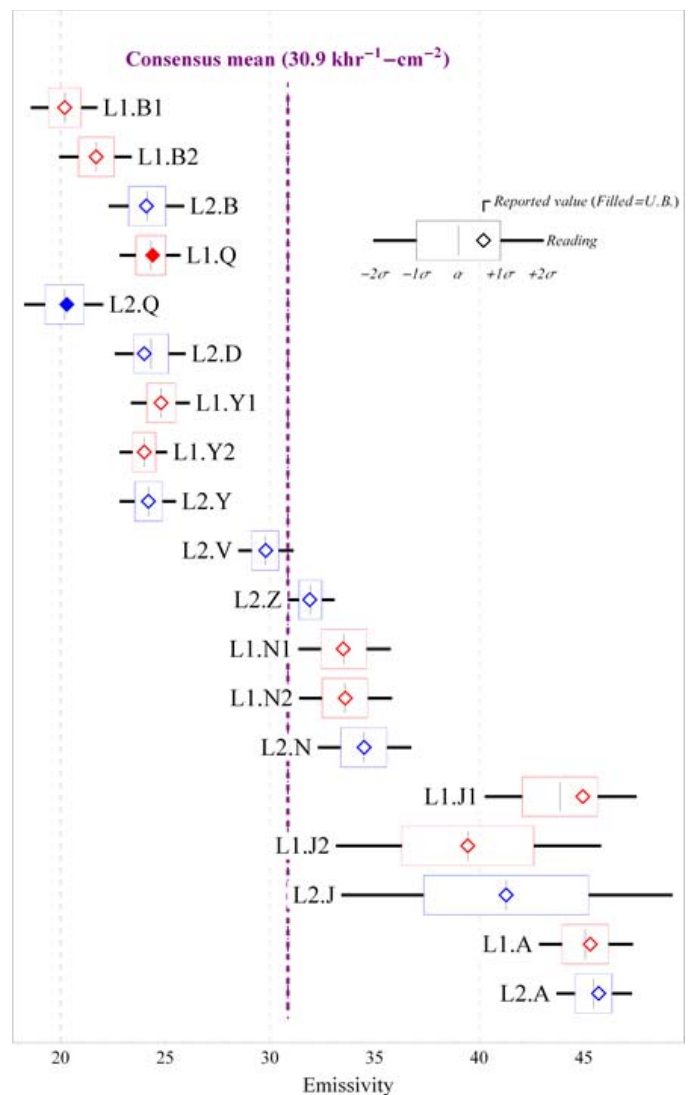 Consensus mean (30.9 khr⁻¹–cm⁻²)
L1.B1
L1.B2
L2.B
Reported value (Filled=U.B.)
L1.Q
Reading
−2σ −1σ α +1σ +2σ
L2.Q
L2.D
L1.Y1
L1.Y2
L2.Y
L2.V
L2.Z
L1.N1
L1.N2
L2.N
L1.J1
L1.J2
L2.J
L1.A
L2.A
20 25 30 35 40 45
Emissivity